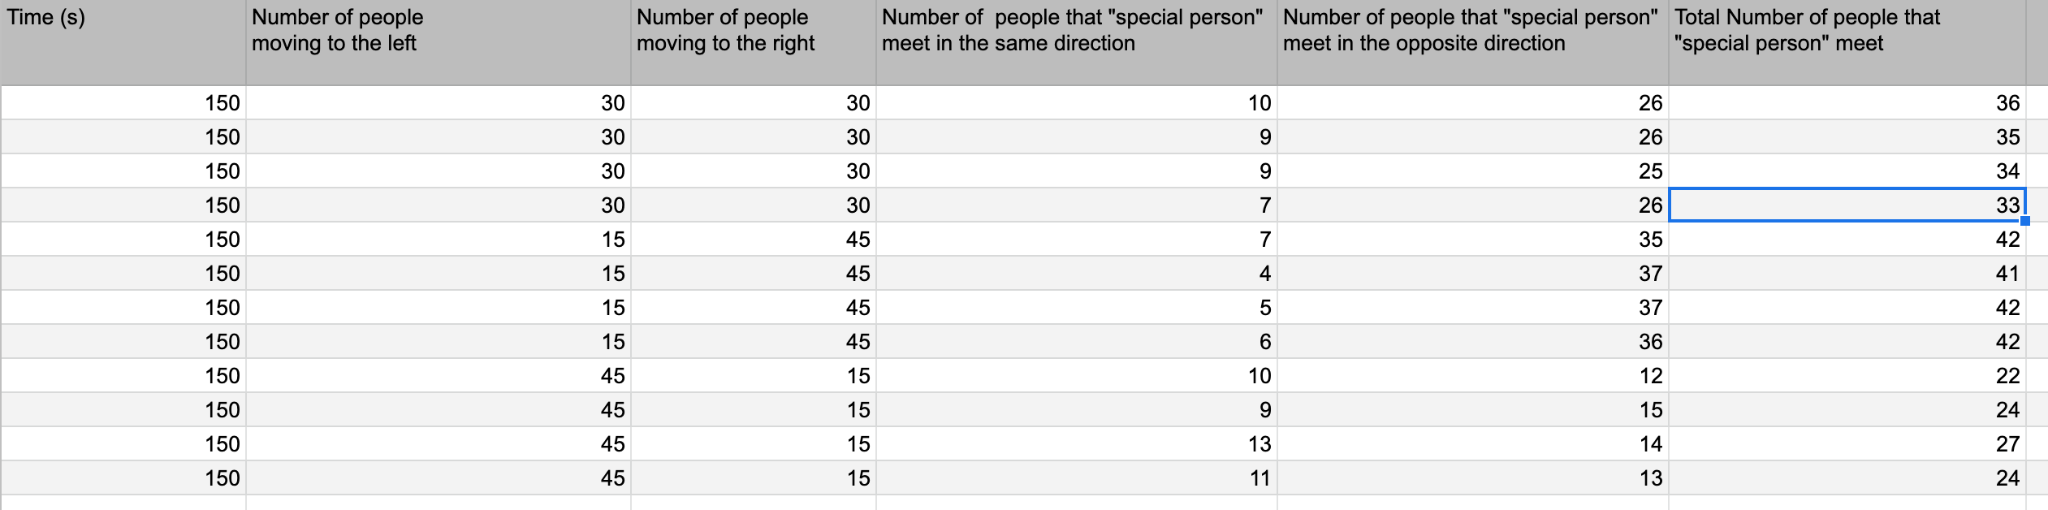 Time (s) Number of people moving to the left Number of people moving to the right Number of  people that "special person" meet in the same direction Number of people that "special person" meet in the opposite direction Total Number of people that "special person" meet
150 30 30 10 26 36
150 30 30 9 26 35
150 30 30 9 25 34
150 30 30 7 26 33
150 15 45 7 35 42
150 15 45 4 37 41
150 15 45 5 37 42
150 15 45 6 36 42
150 45 15 10 12 22
150 45 15 9 15 24
150 45 15 13 14 27
150 45 15 11 13 24